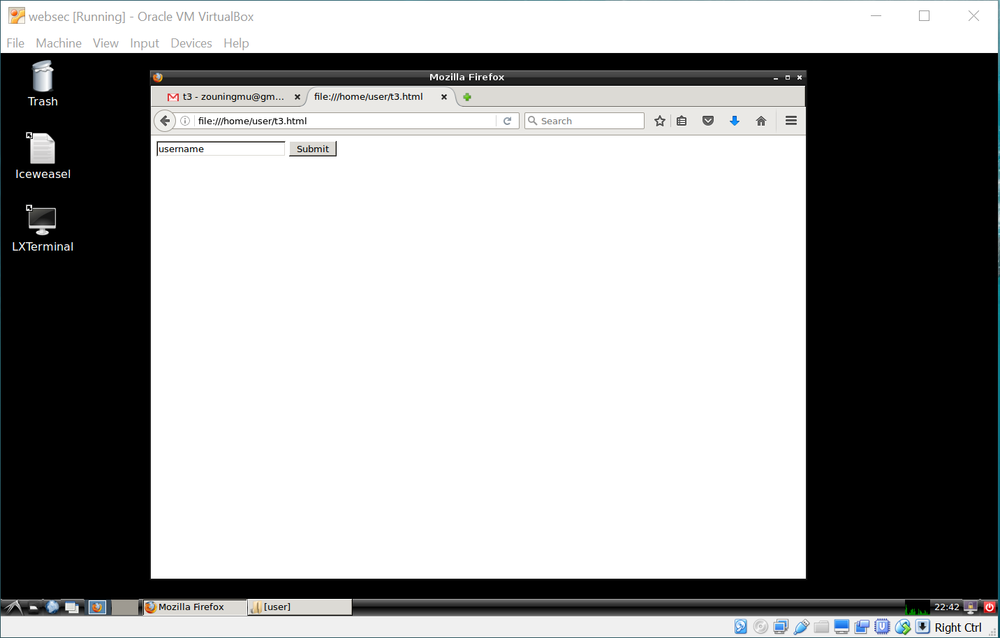 websec [Running] - Oracle VM VirtualBox
File Machine View Input Devices Help
Trash
Iceweasel
LXTerminal
Mozilla Firefox
t3 - zouningmu@gm...
file:///home/user/t3.html
file:///home/user/t3.html
Search
username
Submit
Mozilla Firefox
[user]
22:42
Right Ctrl